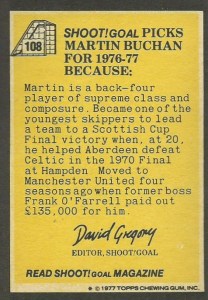 108
SHOOT!GOAL PICKS
MARTIN BUCHAN
FOR 1976-77
BECAUSE:
Martin is a back-four
player of supreme class and
composure. Became one of the
youngest skippers to lead
a team to a Scottish Cup
Final victory when, at 20,
he helped Aberdeen defeat
Celtic in the 1970 Final
at Hampden Moved to
Manchester United four
seasons ago when former boss
Frank O'Farrell paid out
£135,000 for him.
David Gregory
EDITOR, SHOOT!GOAL
READ SHOOT!GOAL MAGAZINE
* © 1977 TOPPS CHEWING GUM, INC.